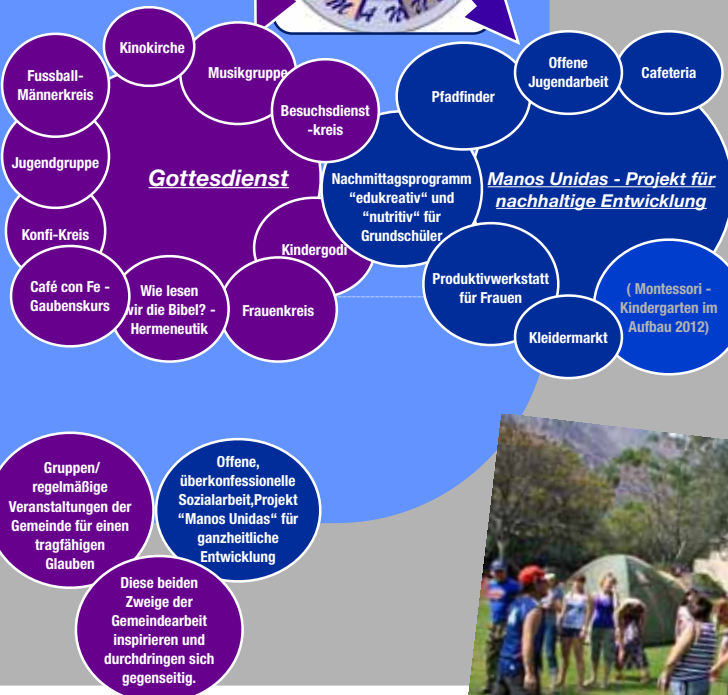 Kinokirche
Fussball-
Männerkreis
Musikgruppe
Besuchsdienst
-kreis
Jugendgruppe
Gottesdienst
Konfi-Kreis
Kindergodi
Café con Fe -
Gaubenskurs
Wie lesen
wir die Bibel? -
Hermeneutik
Frauenkreis
Offene
Jugendarbeit
Cafeteria
Pfadfinder
Nachmittagsprogramm
“edukreativ“ und
“nutritiv“ für
Grundschüler
Manos Unidas - Projekt für
nachhaltige Entwicklung
Produktivwerkstatt
für Frauen
( Montessori -
Kindergarten im
Aufbau 2012)
Kleidermarkt
Gruppen/
regelmäßige
Veranstaltungen der
Gemeinde für einen
tragfähigen
Glauben
Offene,
überkonfessionelle
Sozialarbeit,Projekt
“Manos Unidas“ für
ganzheitliche
Entwicklung
Diese beiden
Zweige der
Gemeindearbeit
inspirieren und
durchdringen sich
gegenseitig.